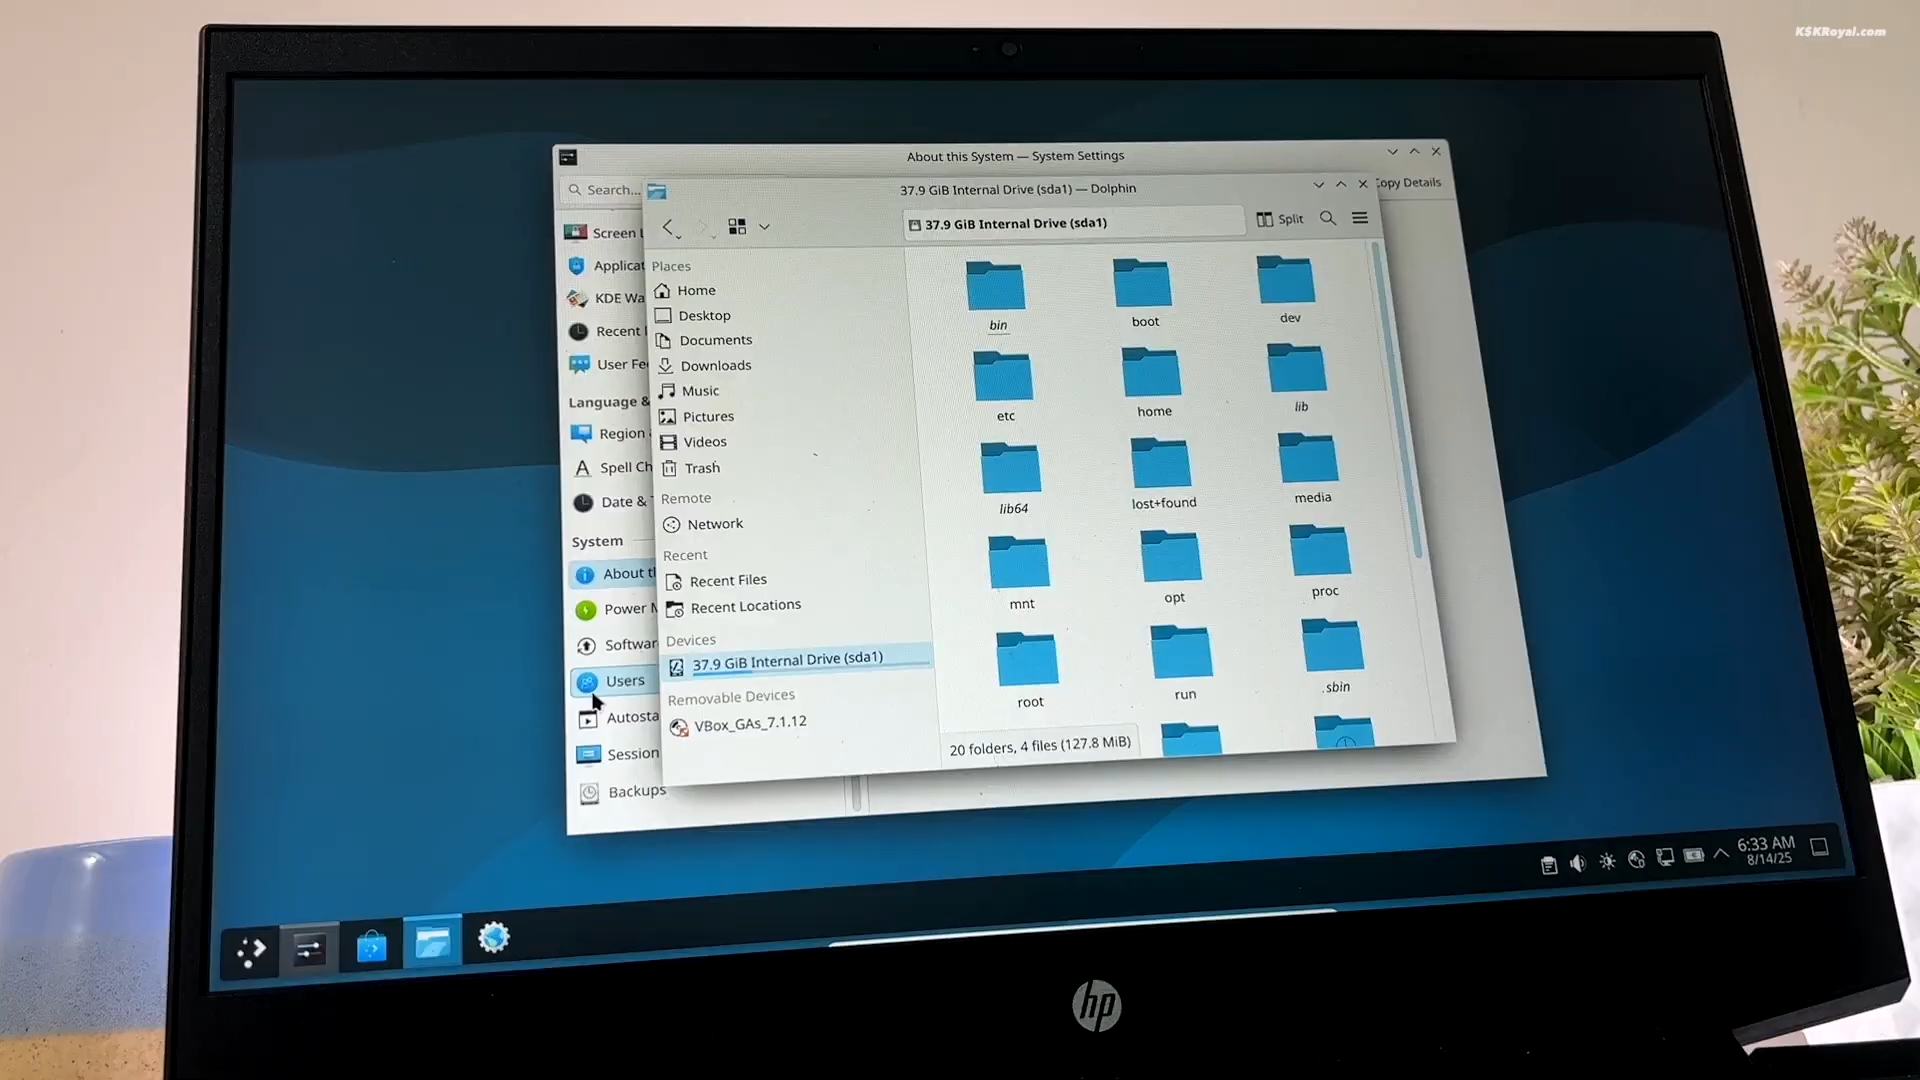 KSKRoyal.com
About this System — System Settings
Search...
Copy Details
37.9 GiB Internal Drive (sda1) — Dolphin
37.9 GiB Internal Drive (sda1)
Split
Screen
Applicat
KDE Wa
Recent
User Fe
Language &
Region
Spell Ch
Date &
System
About t
Power M
Softwar
Users
Autosta
Session
Backups
Places
Home
Desktop
Documents
Downloads
Music
Pictures
Videos
Trash
Remote
Network
Recent
Recent Files
Recent Locations
Devices
37.9 GiB Internal Drive (sda1)
Removable Devices
VBox_GAs_7.1.12
bin
boot
dev
etc
home
lib
lib64
lost+found
media
mnt
opt
proc
root
run
sbin
20 folders, 4 files (127.8 MiB)
6:33 AM
8/14/25
hp